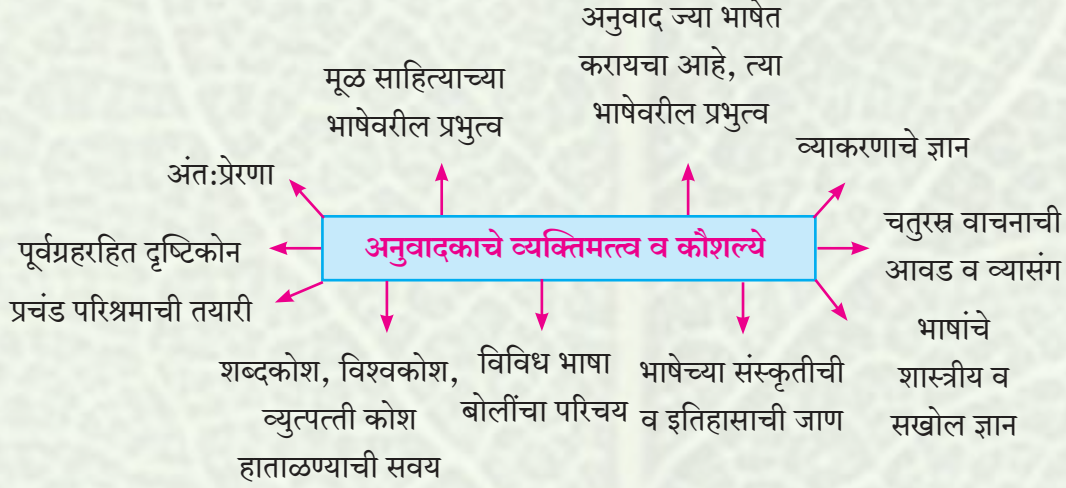 अनुवाद ज्या भाषेत
करायचा आहे, त्या
भाषेवरील प्रभुत्व
मूळ साहित्याच्या
भाषेवरील प्रभुत्व
व्याकरणाचे ज्ञान
अंत:प्रेरणा
चतुरस्र वाचनाची
आवड व व्यासंग
अनुवादकाचे व्यक्तिमत्त्व व कौशल्ये
पूर्वग्रहरहित दृष्टिकोन
प्रचंड परिश्रमाची तयारी
भाषांचे
शास्त्रीय व
सखोल ज्ञान
शब्दकोश, विश्वकोश,
व्युत्पत्ती कोश
हाताळण्याची सवय
विविध भाषा
बोलींचा परिचय
भाषेच्या संस्कृतीची
व इतिहासाची जाण